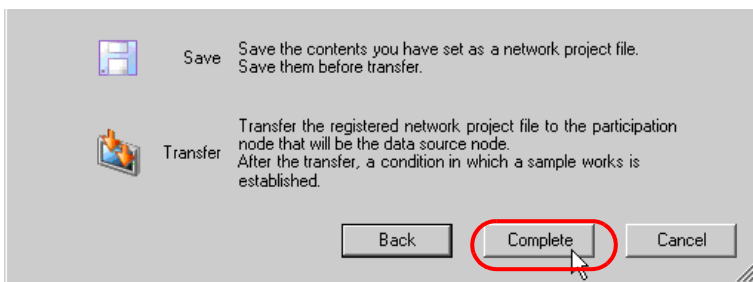 Save
Save the contents you have set as a network project file.
Save them before transfer.
Transfer
Transfer the registered network project file to the participation
node that will be the data source node.
After the transfer, a condition in which a sample works is
established.
Back
Complete
Cancel